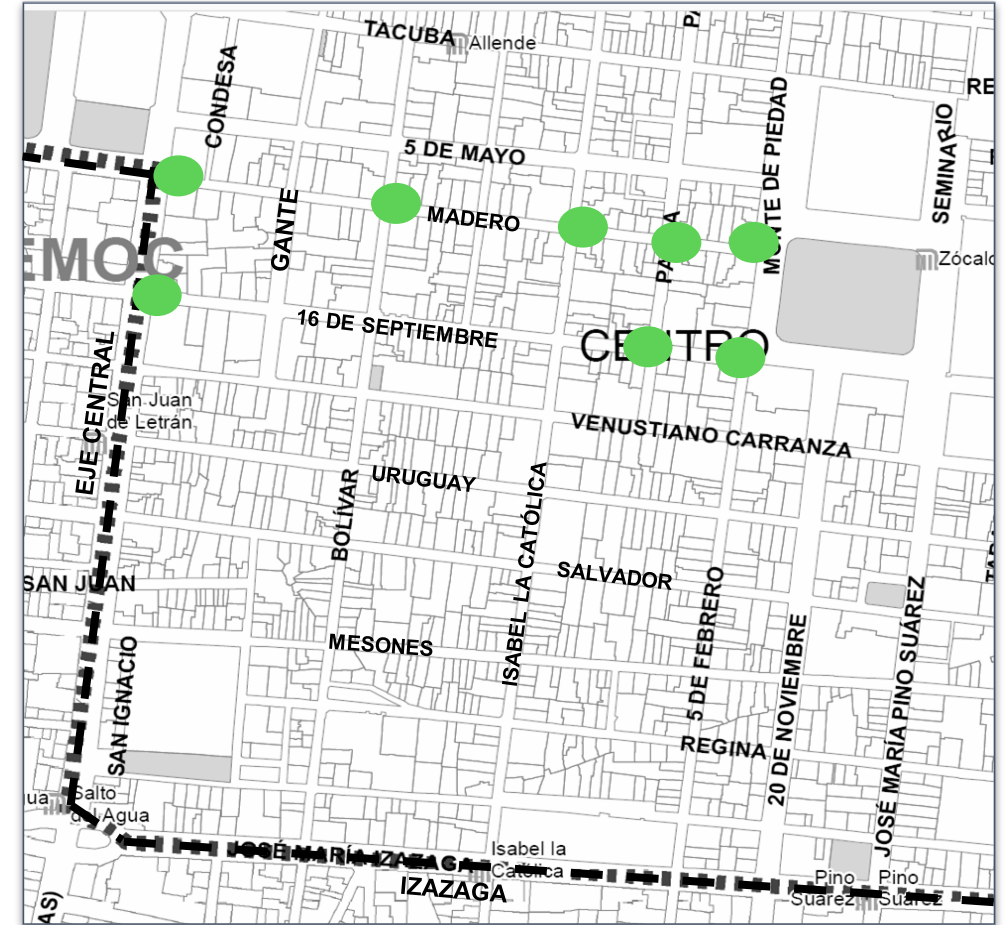 TACUBA
Allende
CONDESA
5 DE MAYO
MONTE DE PIEDAD
SEMINARIO
GANTE
MADERO
EMOC
Zócalo
16 DE SEPTIEMBRE
CENTRO
EJE CENTRAL
San Juan
de Letrán
VENUSTIANO CARRANZA
URUGUAY
BOLÍVAR
ISABEL LA CATÓLICA
SALVADOR
SAN JUAN
5 DE FEBRERO
20 DE NOVIEMBRE
JOSÉ MARÍA PINO SUÁREZ
MESONES
SAN IGNACIO
REGINA
Salto
del Agua
gua
JOSÉ MARÍA IZAZAGA
Isabel la
Católica
IZAZAGA
Pino
Suárez
Pino
Suárez
AS)